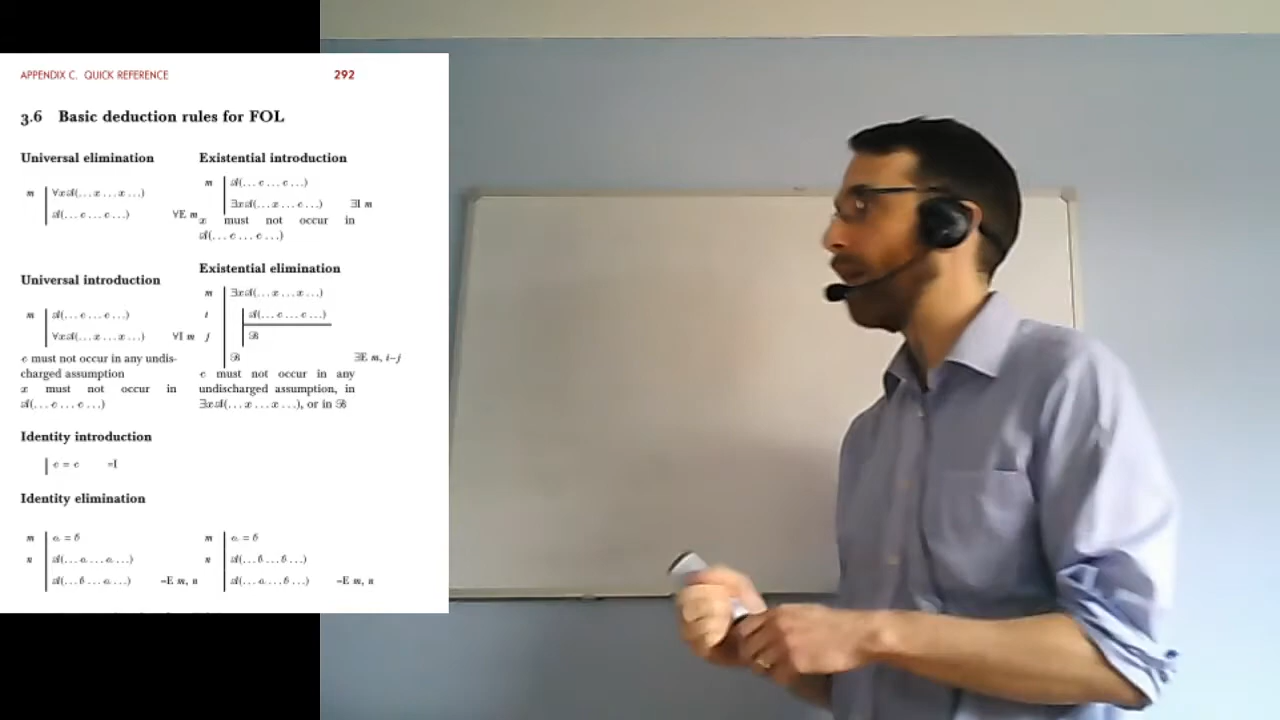 APPENDIX C. QUICK REFERENCE 292
3.6 Basic deduction rules for FOL
Universal elimination
m ∀x𝒜(…x…x…)
𝒜(…c…c…) ∀E m
Universal introduction
m 𝒜(…c…c…)
∀x𝒜(…x…x…) ∀I m
c must not occur in any undis-
charged assumption
x must not occur in
𝒜(…c…c…)
Existential introduction
m 𝒜(…c…c…)
∃x𝒜(…x…c…) ∃I m
x must not occur in
𝒜(…c…c…)
Existential elimination
m ∃x𝒜(…x…x…)
i 𝒜(…c…c…)
j ℬ
ℬ ∃E m, i–j
c must not occur in any
undischarged assumption, in
∃x𝒜(…x…x…), or in ℬ
Identity introduction
c = c =I
Identity elimination
m a = b
n 𝒜(…a…a…)
𝒜(…b…a…) =E m, n
m a = b
n 𝒜(…b…b…)
𝒜(…a…b…) =E m, n